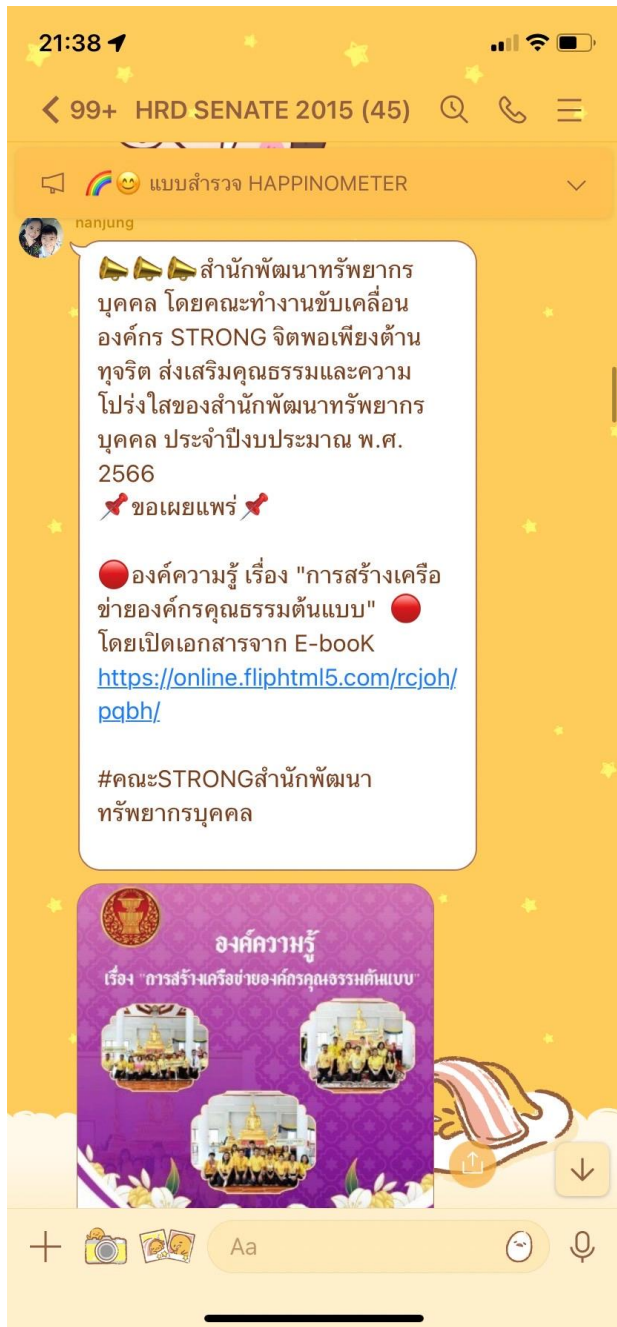 21:38
99+ HRD SENATE 2015 (45)
แบบสำรวจ HAPPINOMETER
nanjung
สำนักพัฒนาทรัพยากร
บุคคล โดยคณะทำงานขับเคลื่อน
องค์กร STRONG จิตพอเพียงต้าน
ทุจริต ส่งเสริมคุณธรรมและความ
โปร่งใสของสำนักพัฒนาทรัพยากร
บุคคล ประจำปีงบประมาณ พ.ศ.
2566
ขอเผยแพร่
องค์ความรู้ เรื่อง "การสร้างเครือ
ข่ายองค์กรคุณธรรมต้นแบบ"
โดยเปิดเอกสารจาก E-booK
https://online.fliphtml5.com/rcjoh/
pqbh/
#คณะSTRONGสำนักพัฒนา
ทรัพยากรบุคคล
องค์ความรู้
เรื่อง "การสร้างเครือข่ายองค์กรคุณธรรมต้นแบบ"
Aa